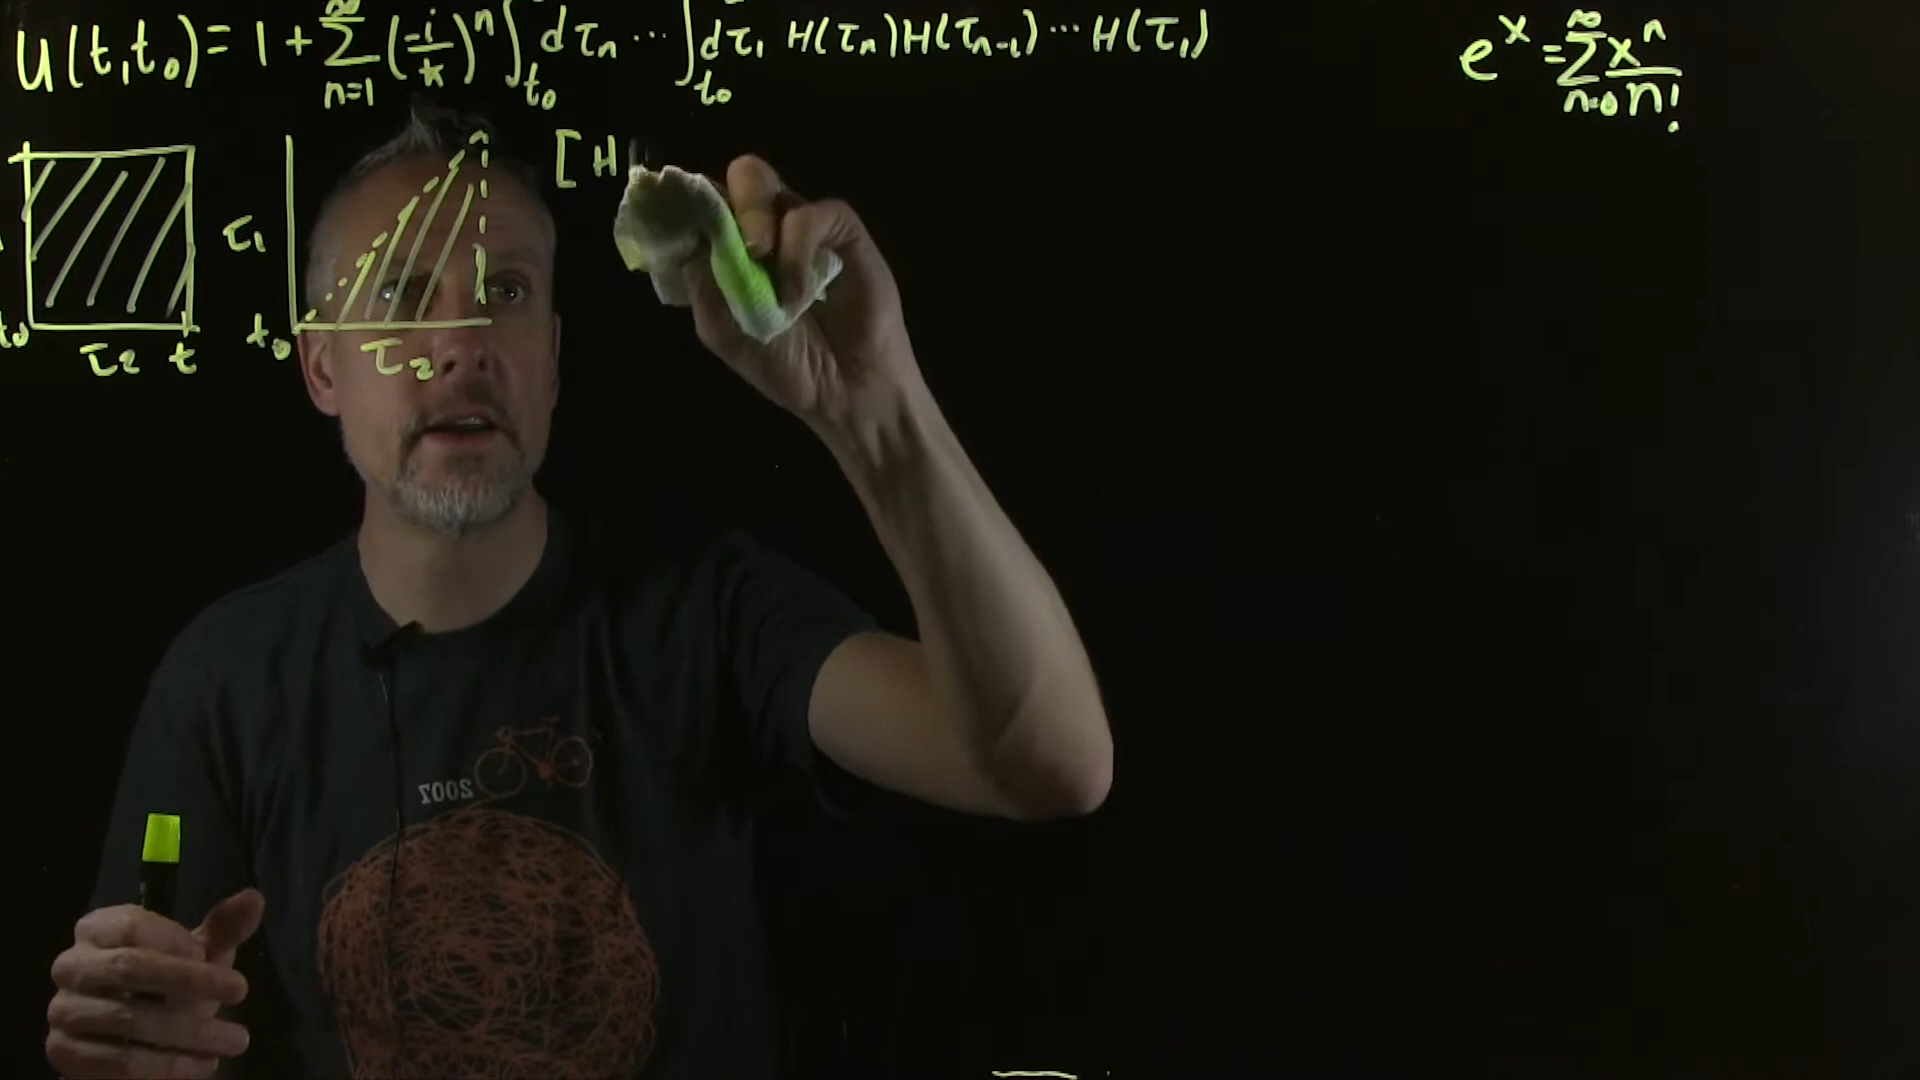 U(t,t₀) = 1 + ∑ₙ₌₁^∞ (-i/ħ)ⁿ ∫ₜ₀ dτₙ ⋯ ∫ₜ₀ dτ₁ H(τₙ)H(τₙ₋₁)⋯H(τ₁)
eˣ = ∑ₙ₌₀^∞ xⁿ/n!
[H
τ₁
t₀ τ₂ t
t₀ τ₂
2007